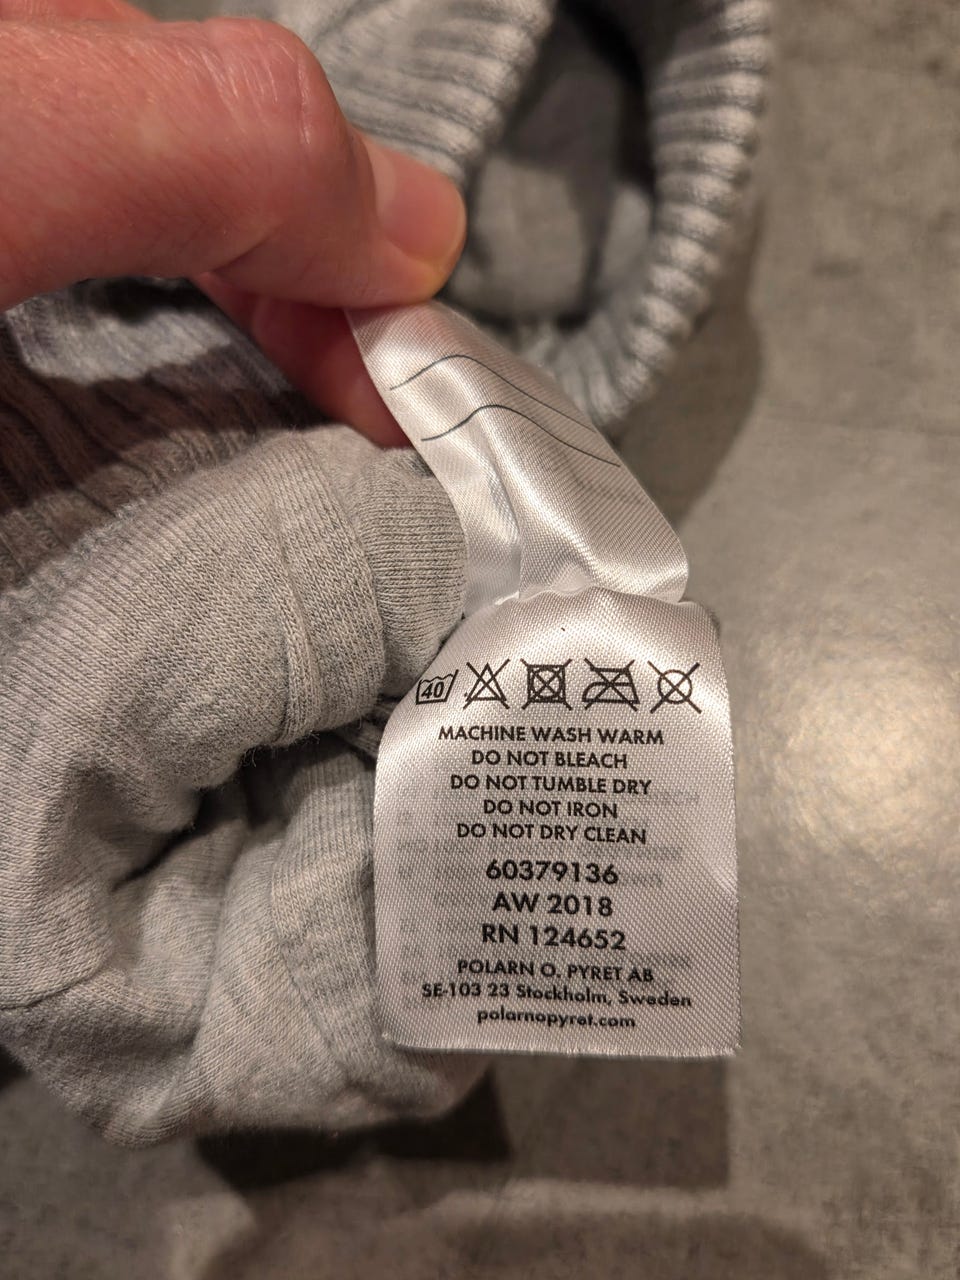 40
MACHINE WASH WARM
DO NOT BLEACH
DO NOT TUMBLE DRY
DO NOT IRON
DO NOT DRY CLEAN
60379136
AW 2018
RN 124652
POLARN O. PYRET AB
SE-103 23 Stockholm, Sweden
polarnopyret.com